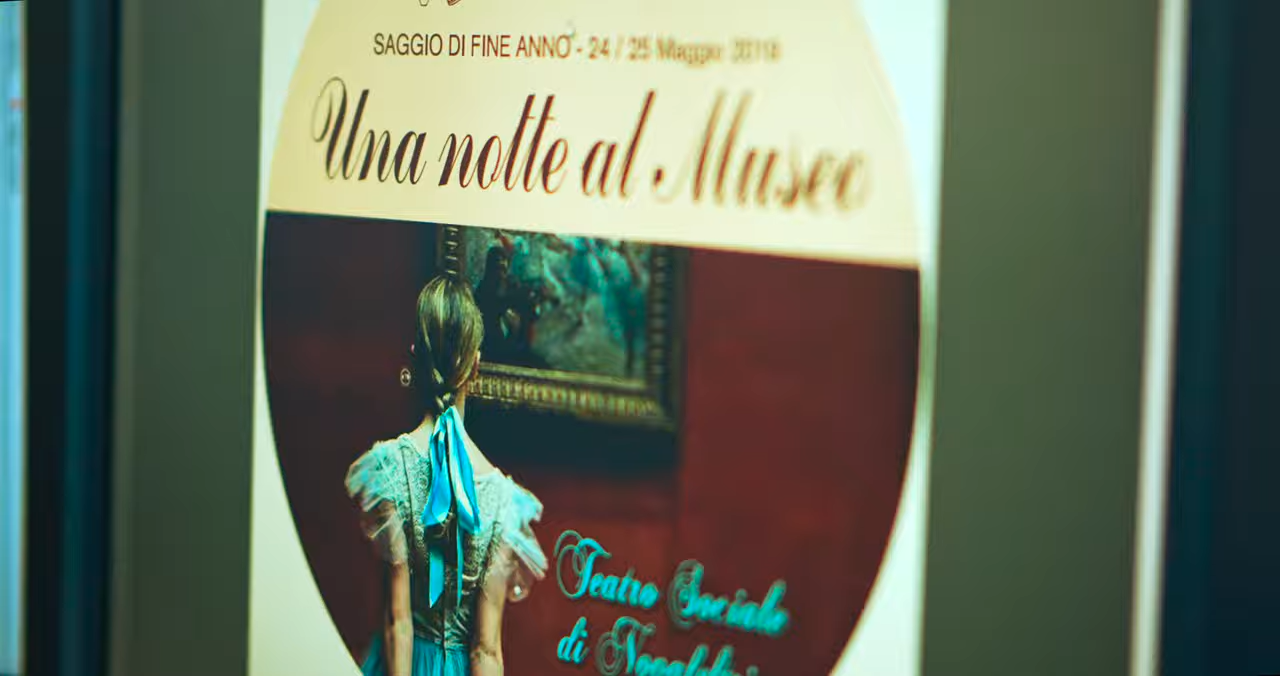 SAGGIO DI FINE ANNO - 24 / 25 Maggio
Una notte al Museo
Teatro Sociale
di